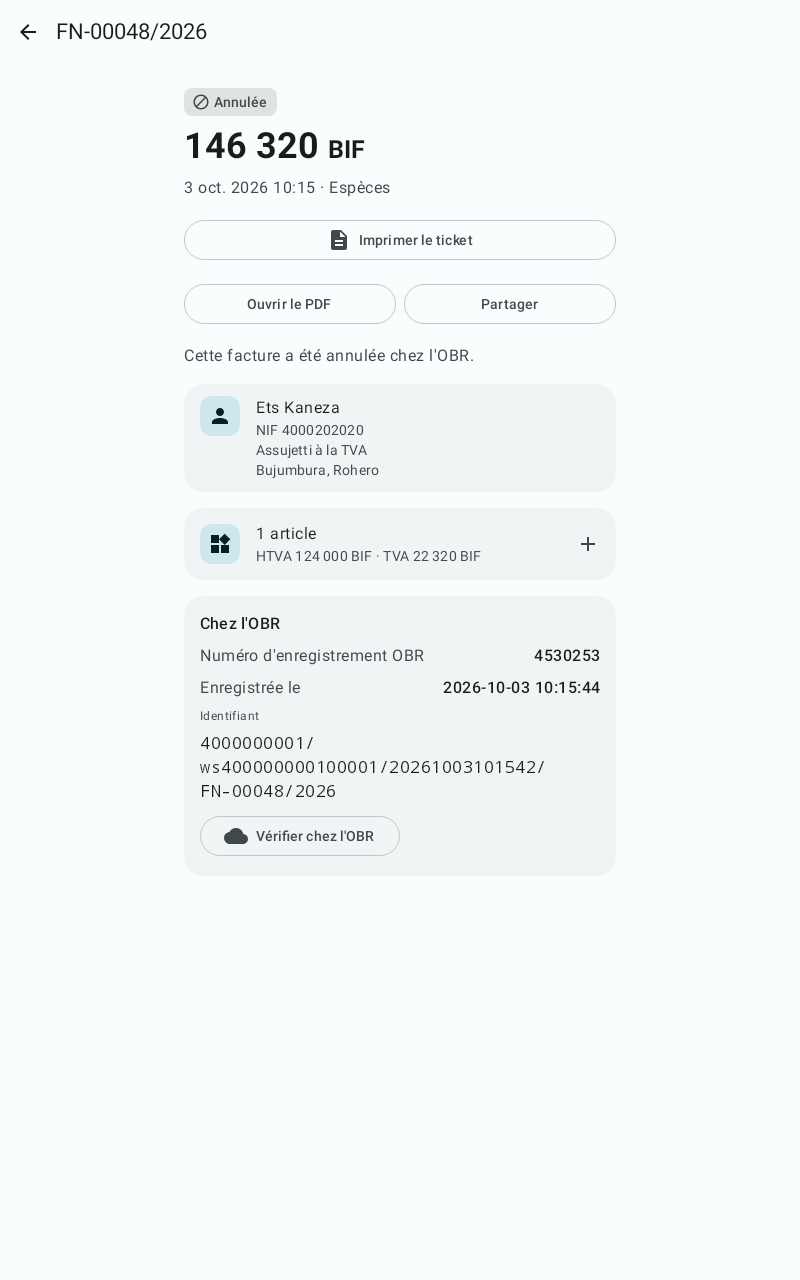 FN-00048/2026
Annulée
146 320 BIF
3 oct. 2026 10:15 · Espèces
Imprimer le ticket
Ouvrir le PDF
Partager
Cette facture a été annulée chez l'OBR.
Ets Kaneza
NIF 4000202020
Assujetti à la TVA
Bujumbura, Rohero
1 article
HTVA 124 000 BIF · TVA 22 320 BIF
Chez l'OBR
Numéro d'enregistrement OBR 4530253
Enregistrée le 2026-10-03 10:15:44
Identifiant
4000000001/
ws400000000100001/20261003101542/
FN-00048/2026
Vérifier chez l'OBR